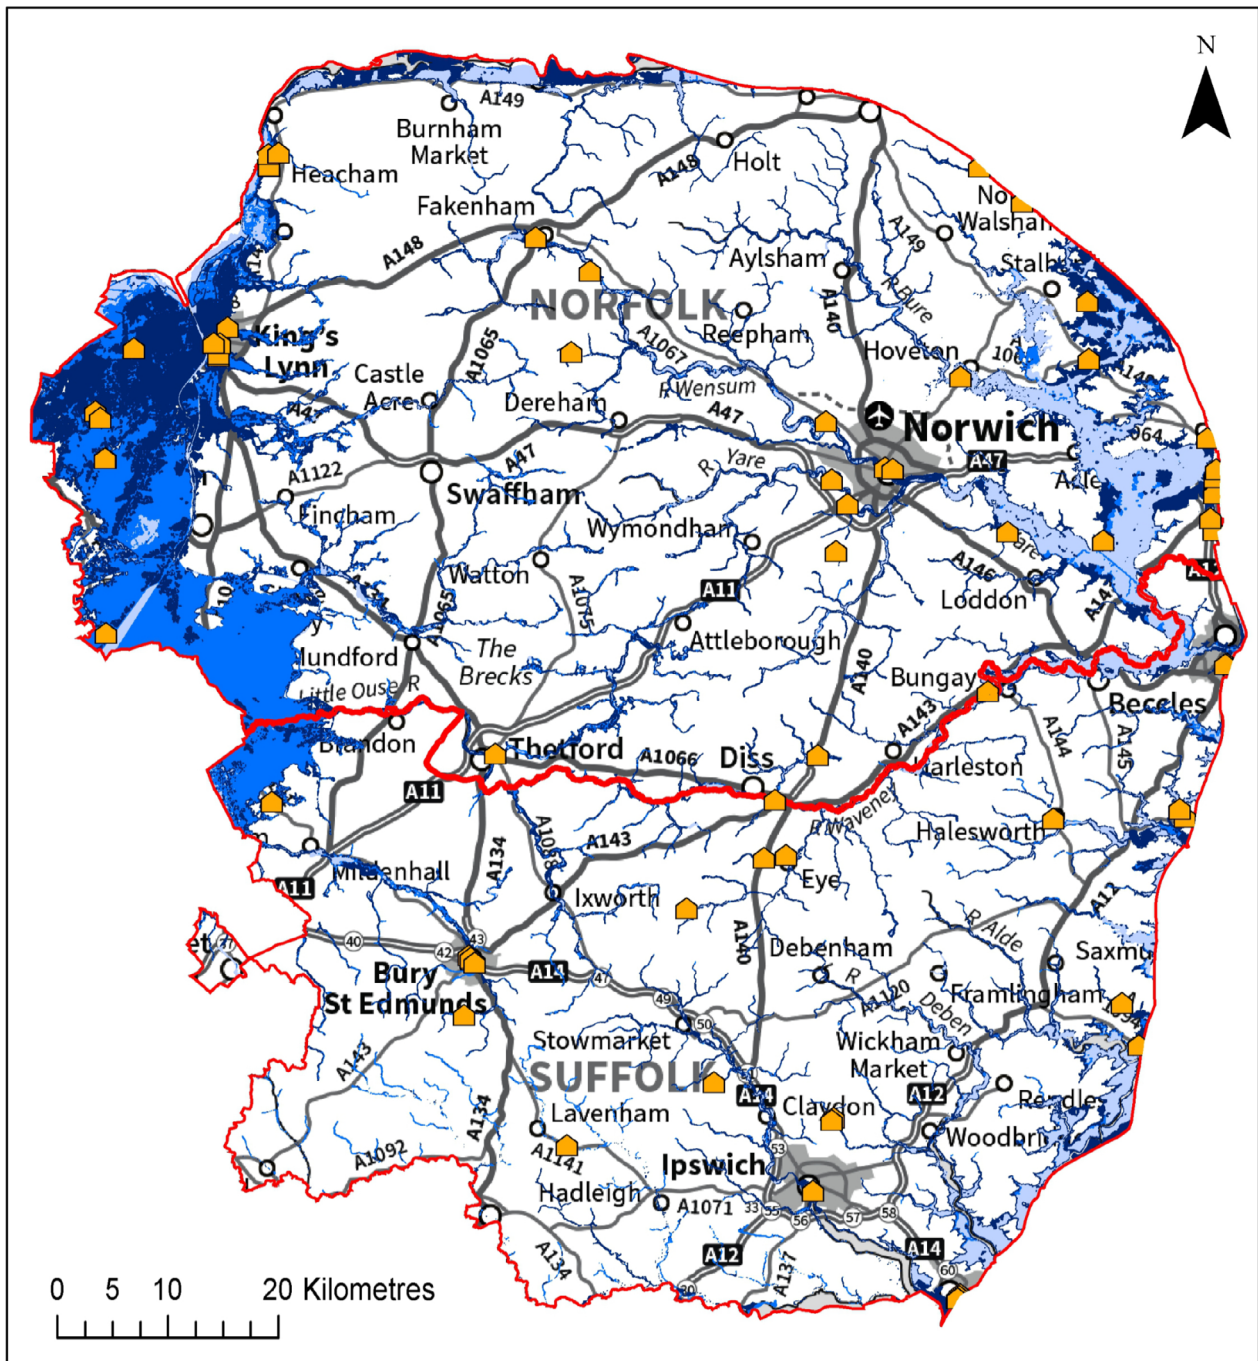 N
A149
Burnham
Market
Holt
A148
Heacham
Fakenham
A148
A149
Walsham
Aylsham
R Bure
NORFOLK
A140
Reepham
King's
Lynn
A1065
A1067
Hoveton
Castle
Acre
R Wensum
Dereham
A47
Norwich
A47
A1122
A47
R Yare
Swaffham
Fincham
Wymondham
Watton
A1075
A11
A146
Loddon
A1065
Attleborough
The
Brecks
A140
Bungay
Little Ouse R
Beccles
Brandon
Thetford
A1066
Diss
A143
A144
A145
Harleston
A11
R Waveney
Halesworth
A143
A134
A1088
Mildenhall
A11
Eye
Ixworth
A12
R Alde
37
40
42
43
A140
Debenham
Saxmu
Bury
St Edmunds
A14
47
R
Deben
49
50
A1120
Framlingham
Stowmarket
Wickham
Market
A143
SUFFOLK
A12
Claydon
Lavenham
A134
Woodbri
A1092
A1141
Ipswich
53
Hadleigh
A1071
33
55
56
57
58
A134
A12
A137
A14
60
0 5 10 20 Kilometres